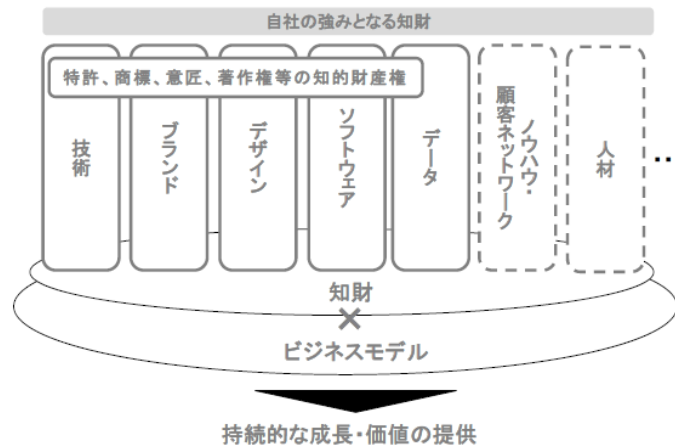 自社の強みとなる知財
特許、商標、意匠、著作権等の知的財産権
技術
ブランド
デザイン
ソフトウェア
データ
ノウハウ・
顧客ネットワーク
人材
…
知財
×
ビジネスモデル
持続的な成長・価値の提供